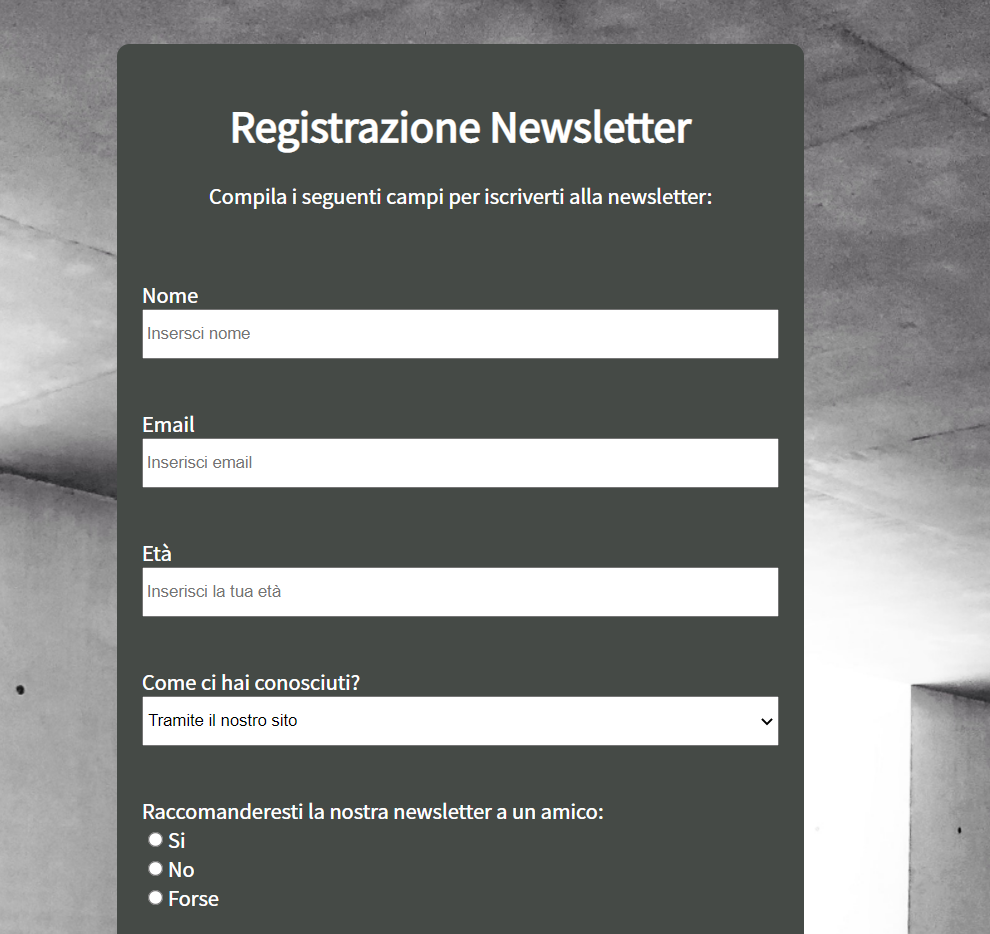 Registrazione Newsletter
Compila i seguenti campi per iscriverti alla newsletter:
Nome
Insersci nome
Email
Inserisci email
Età
Inserisci la tua età
Come ci hai conosciuti?
Tramite il nostro sito
Raccomanderesti la nostra newsletter a un amico:
Si
No
Forse